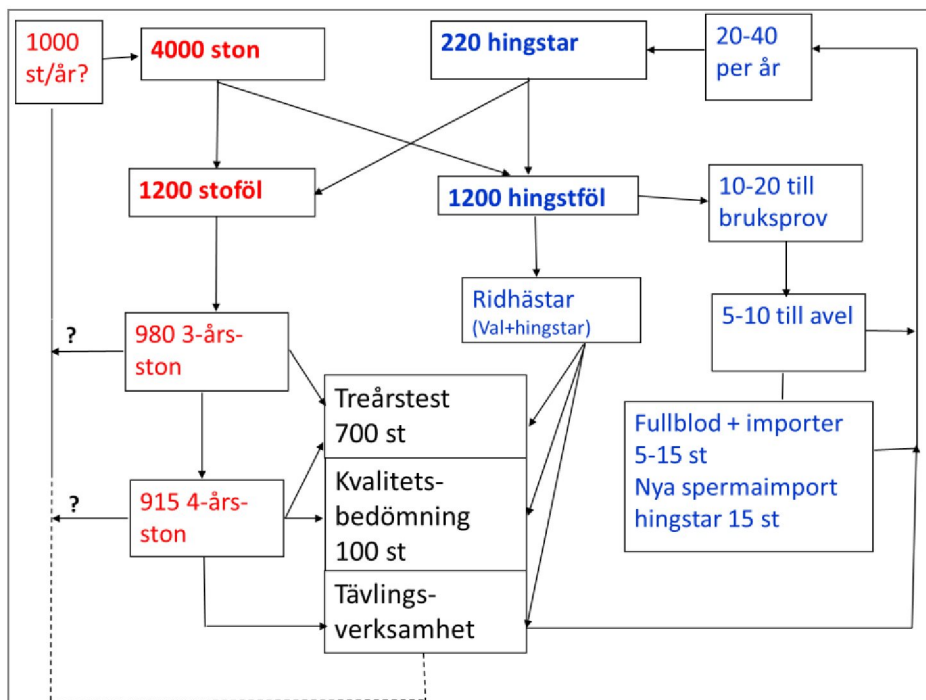 1000
st/år?
4000 ston
220 hingstar
20-40
per år
1200 stoföl
1200 hingstföl
10-20 till
bruksprov
Ridhästar
(Val+hingstar)
5-10 till avel
?
980 3-års-
ston
Treårstest
700 st
Fullblod + importer
5-15 st
Nya spermaimport
hingstar 15 st
?
915 4-års-
ston
Kvalitets-
bedömning
100 st
Tävlings-
verksamhet